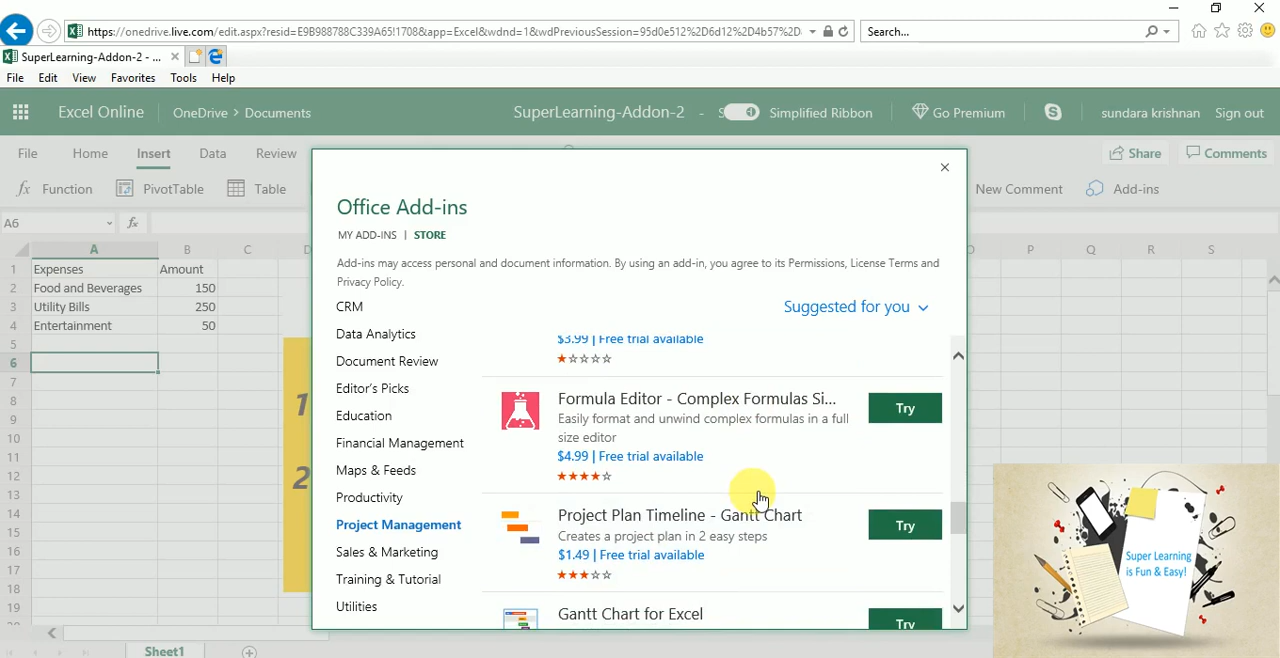 https://onedrive.live.com/edit.aspx?resid=E9B988788C339A65!1708&app=Excel&wdnd=1&wdPreviousSession=95d0e512%2D6d12%2D4b57%2D
Search...
SuperLearning-Addon-2 - ...
File Edit View Favorites Tools Help
Excel Online OneDrive > Documents SuperLearning-Addon-2 - S Simplified Ribbon Go Premium sundara krishnan Sign out
File Home Insert Data Review Share Comments
fx Function PivotTable Table New Comment Add-ins
A6 fx
A B C D O P Q R S
1 Expenses Amount
2 Food and Beverages 150
3 Utility Bills 250
4 Entertainment 50
5
6
7
8
9
10
11
12
13
14
15
16
17
18
19
1
2
Office Add-ins
MY ADD-INS | STORE
Add-ins may access personal and document information. By using an add-in, you agree to its Permissions, License Terms and
Privacy Policy.
Suggested for you
CRM
Data Analytics
Document Review
Editor's Picks
Education
Financial Management
Maps & Feeds
Productivity
Project Management
Sales & Marketing
Training & Tutorial
Utilities
$3.99 | Free trial available
Formula Editor - Complex Formulas Si...
Easily format and unwind complex formulas in a full
size editor
$4.99 | Free trial available
Try
Project Plan Timeline - Gantt Chart
Creates a project plan in 2 easy steps
$1.49 | Free trial available
Try
Gantt Chart for Excel
Try
Super Learning
is Fun & Easy!
Sheet1